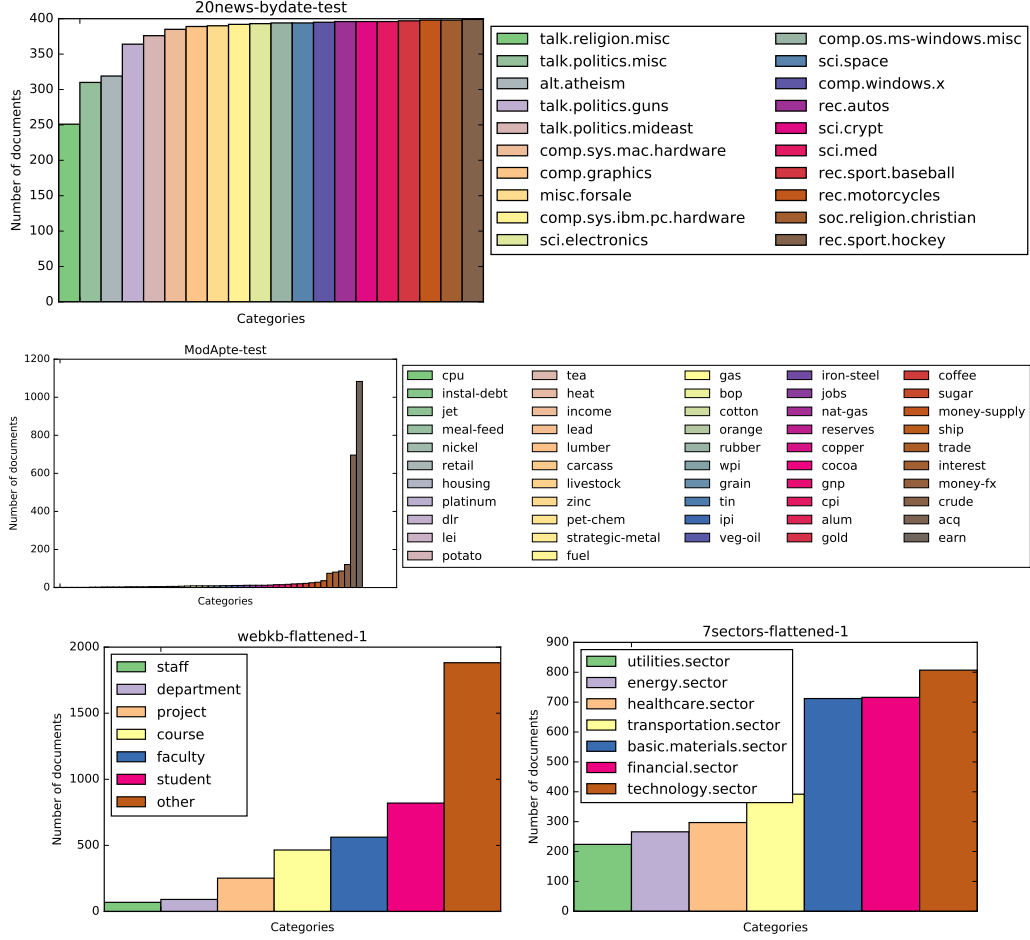 20news-bydate-test
400
350
300
250
200
150
100
50
0
Number of documents
Categories
talk.religion.misc
talk.politics.misc
alt.atheism
talk.politics.guns
talk.politics.mideast
comp.sys.mac.hardware
comp.graphics
misc.forsale
comp.sys.ibm.pc.hardware
sci.electronics
comp.os.ms-windows.misc
sci.space
comp.windows.x
rec.autos
sci.crypt
sci.med
rec.sport.baseball
rec.motorcycles
soc.religion.christian
rec.sport.hockey
ModApte-test
1200
1000
800
600
400
200
0
Number of documents
Categories
cpu
instal-debt
jet
meal-feed
nickel
retail
housing
platinum
dlr
lei
potato
tea
heat
income
lead
lumber
carcass
livestock
zinc
pet-chem
strategic-metal
fuel
gas
bop
cotton
orange
rubber
wpi
grain
tin
ipi
veg-oil
iron-steel
jobs
nat-gas
reserves
copper
cocoa
gnp
cpi
alum
gold
coffee
sugar
money-supply
ship
trade
interest
money-fx
crude
acq
earn
webkb-flattened-1
2000
1500
1000
500
0
Number of documents
Categories
staff
department
project
course
faculty
student
other
7sectors-flattened-1
900
800
700
600
500
400
300
200
100
0
Number of documents
Categories
utilities.sector
energy.sector
healthcare.sector
transportation.sector
basic.materials.sector
financial.sector
technology.sector